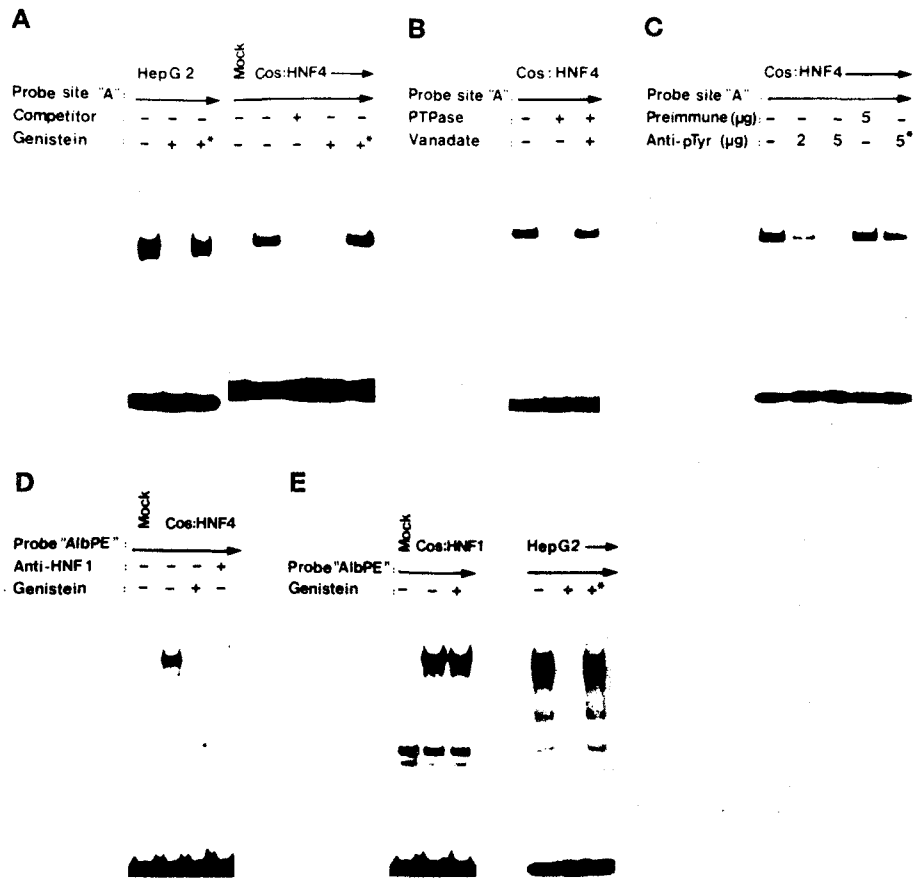 A
HepG 2
Mock
Cos:HNF4
Probe site "A" :
Competitor - - - - - + - -
Genistein - + +* - - - + +*
B
Cos: HNF4
Probe site "A" :
PTPase : - + +
Vanadate : - - +
C
Cos:HNF4
Probe site "A" :
Preimmune (µg) : - - - 5 -
Anti-pTyr (µg) : - 2 5 - 5*
D
Mock
Cos:HNF4
Probe "AlbPE" :
Anti-HNF1 : - - - +
Genistein : - - + -
E
Mock
Cos:HNF1
HepG2
Probe "AlbPE" :
Genistein : - - + - + +*